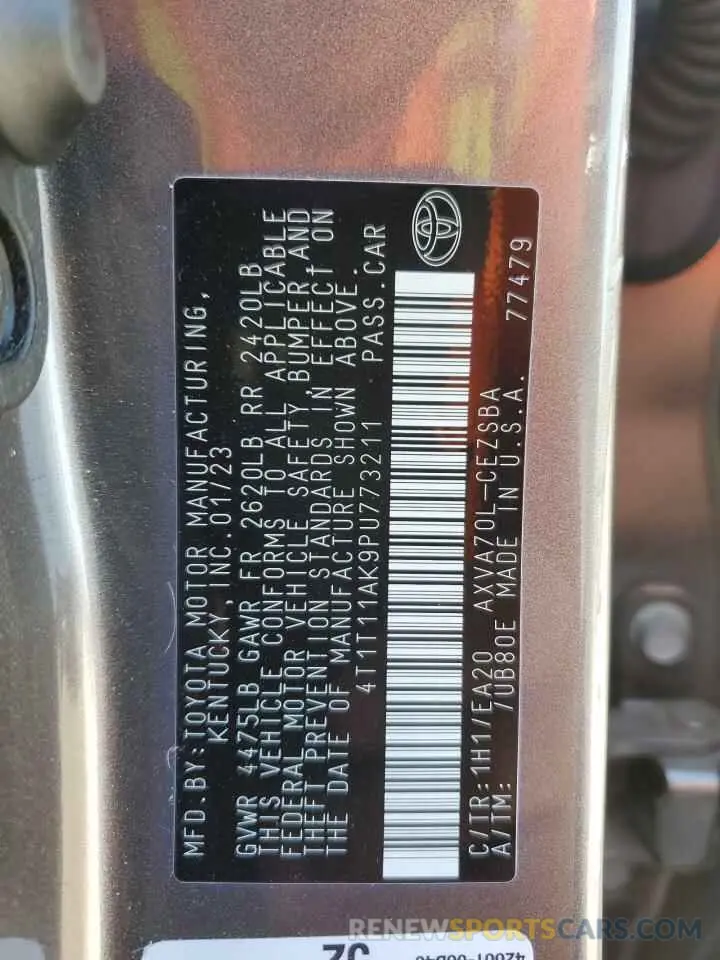 MFD.BY:TOYOTA MOTOR MANUFACTURING,
KENTUCKY,INC.01/23
GVWR 4475LB GAWR FR 2620LB RR 2420LB
THIS VEHICLE CONFORMS TO ALL APPLICABLE
FEDERAL MOTOR VEHICLE SAFETY, BUMPER,AND
THEFT PREVENTION STANDARDS IN EFFECT ON
THE DATE OF MANUFACTURE SHOWN ABOVE.
4T1T11AK9PU773211 PASS.CAR
C/TR:1H1/EA20 AXVA70L-CEZSBA
A/TM: 7UB80E MADE IN U.S.A. 77479
RENEWSPORTSCARS.COM